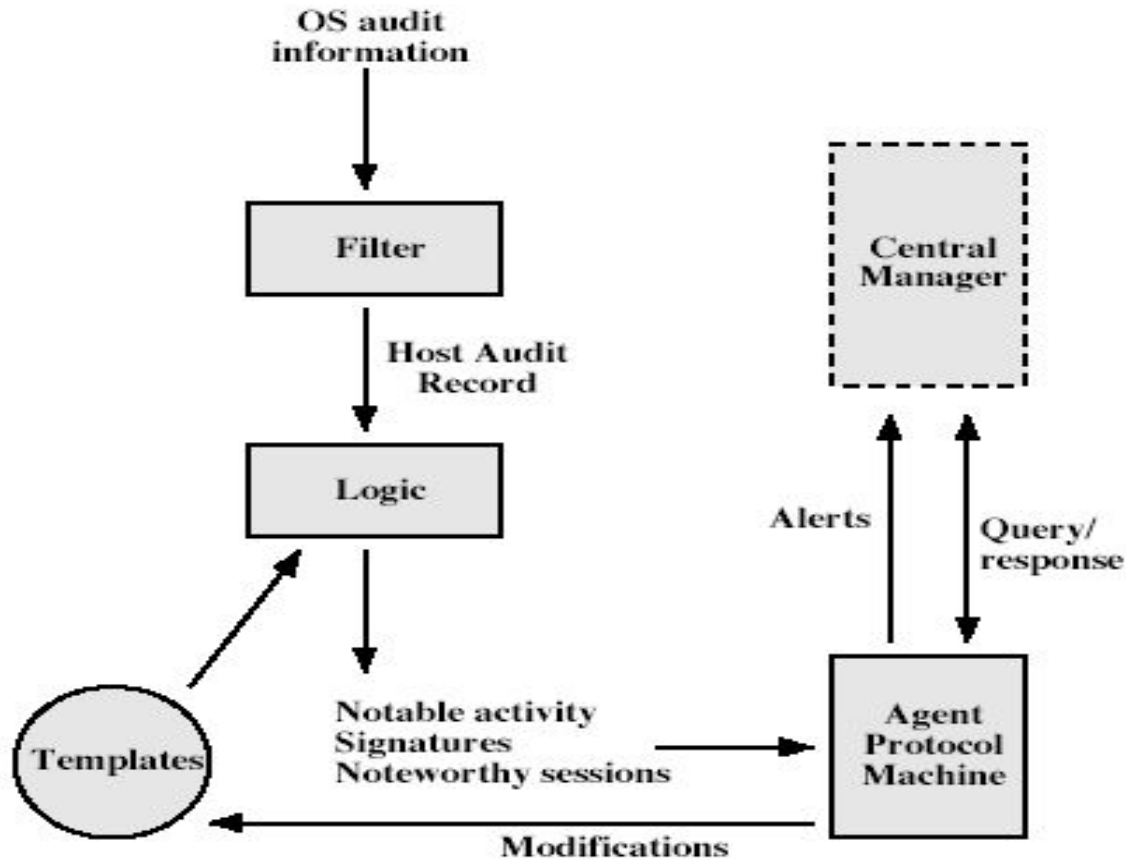 OS audit
information
Filter
Central
Manager
Host Audit
Record
Logic
Alerts
Query/
response
Templates
Notable activity
Signatures
Noteworthy sessions
Agent
Protocol
Machine
Modifications